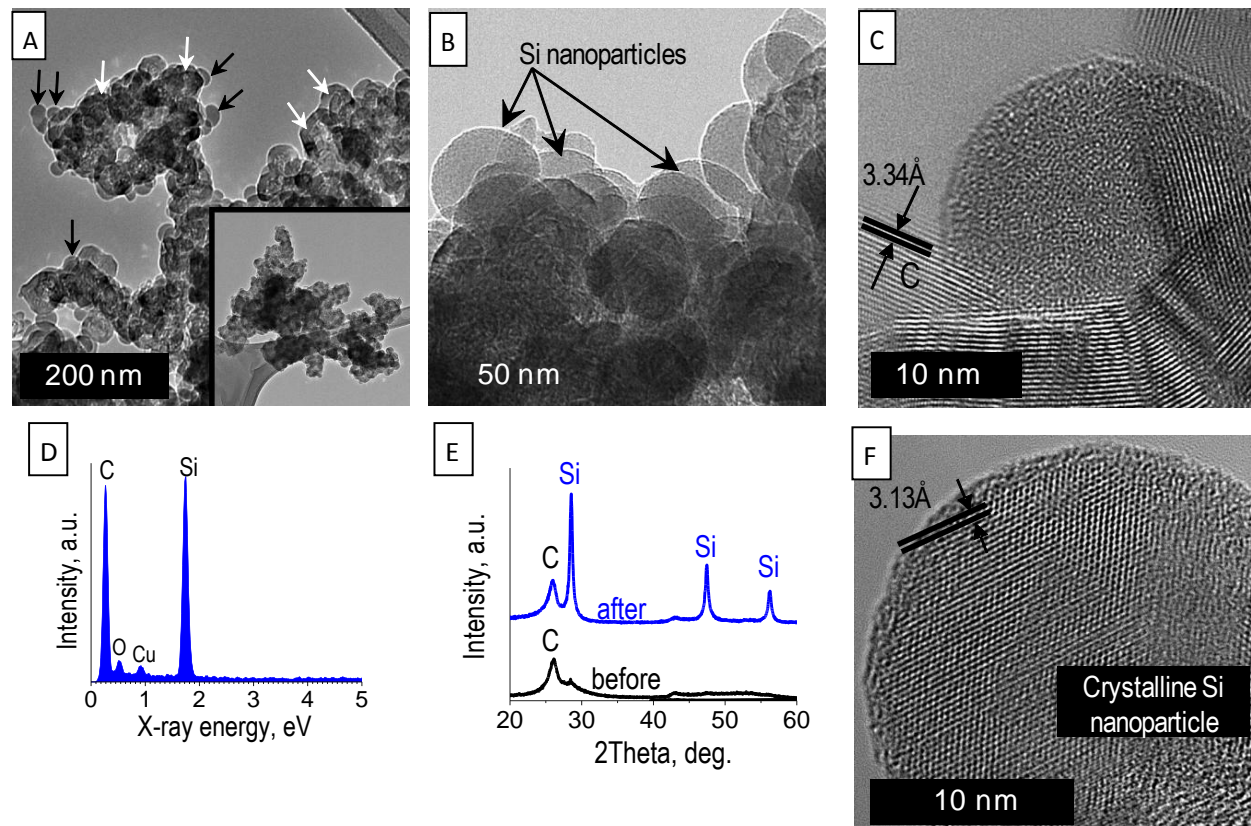 A
200 nm
B
Si nanoparticles
50 nm
C
3.34Å
C
10 nm
D
C
O
Cu
Si
Intensity, a.u.
0 1 2 3 4 5
X-ray energy, eV
E
Si
C
Si
Si
after
C
before
Intensity, a.u.
20 30 40 50 60
2Theta, deg.
F
3.13Å
Crystalline Si
nanoparticle
10 nm